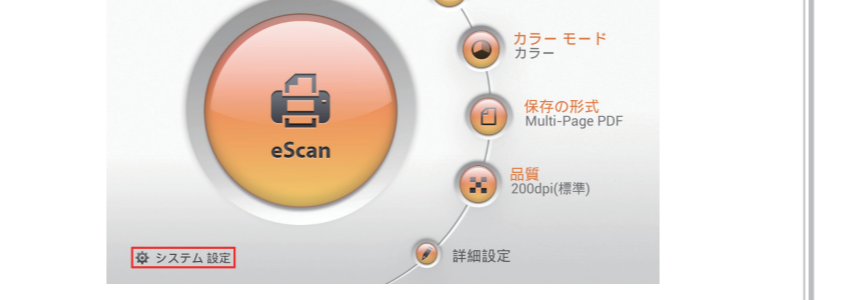 カラー モード
カラー
保存の形式
Multi-Page PDF
eScan
品質
200dpi(標準)
システム 設定
詳細設定